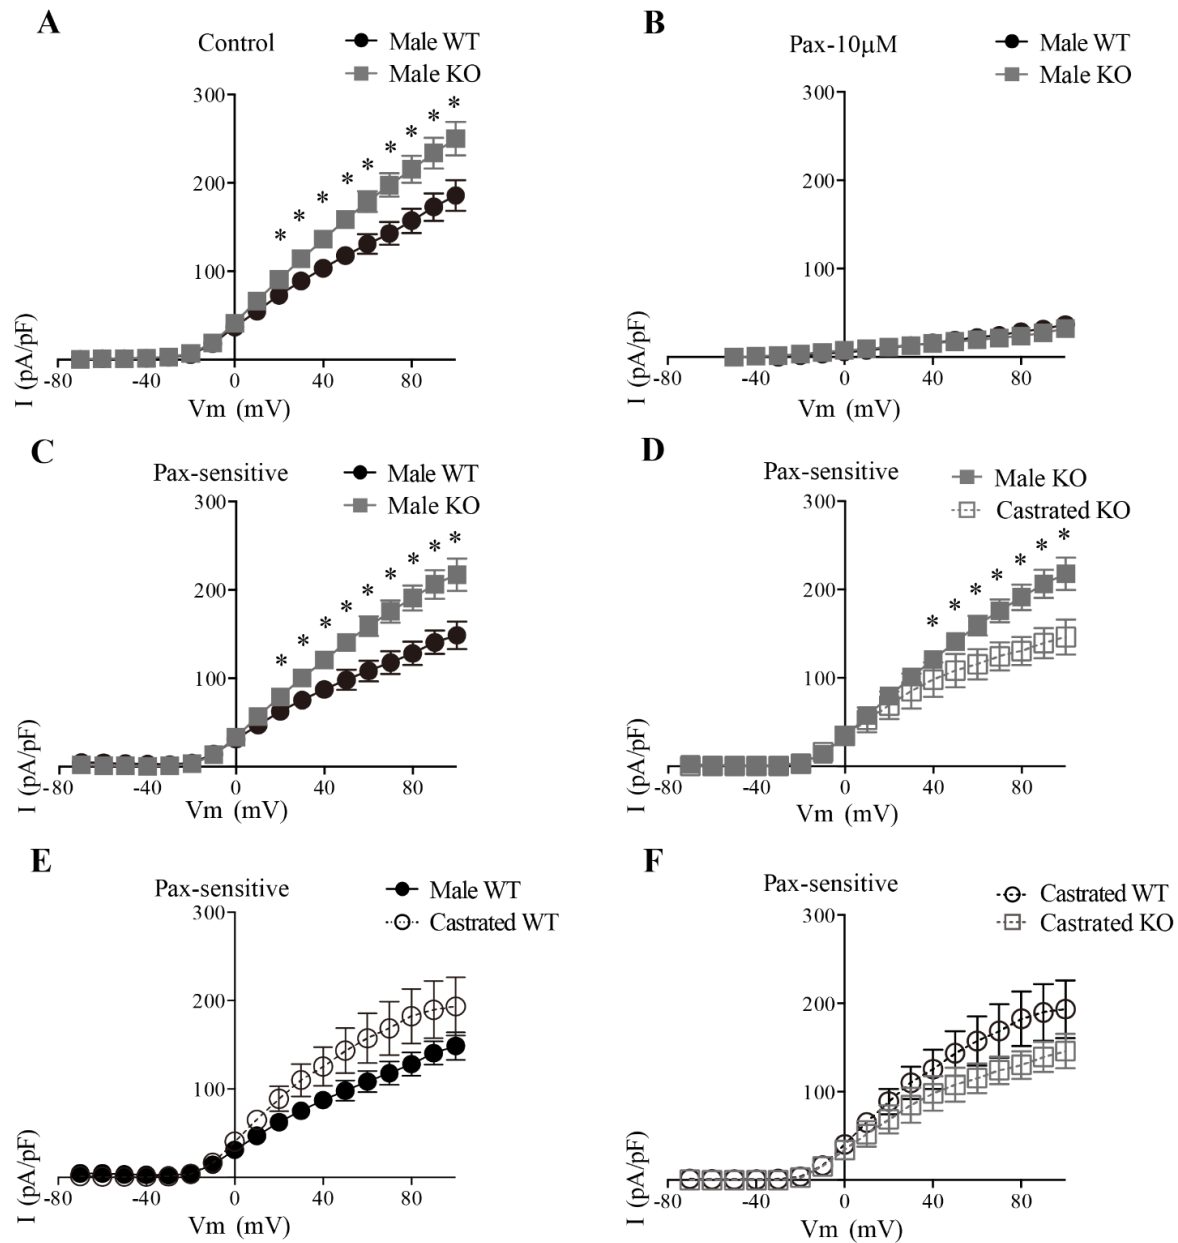 A
Control
Male WT
Male KO
300
200
100
* * * * * * * * *
I (pA/pF)
-80 -40 0 40 80
Vm (mV)
B
Pax-10μM
Male WT
Male KO
300
200
100
I (pA/pF)
-80 -40 0 40 80
Vm (mV)
C
Pax-sensitive
Male WT
Male KO
300
200
100
* * * * * * * * *
I (pA/pF)
-80 -40 0 40 80
Vm (mV)
D
Pax-sensitive
Male KO
Castrated KO
300
200
100
* * * * * * *
I (pA/pF)
-80 -40 0 40 80
Vm (mV)
E
Pax-sensitive
Male WT
Castrated WT
300
200
100
I (pA/pF)
-80 -40 0 40 80
Vm (mV)
F
Pax-sensitive
Castrated WT
Castrated KO
300
200
100
I (pA/pF)
-80 -40 0 40 80
Vm (mV)